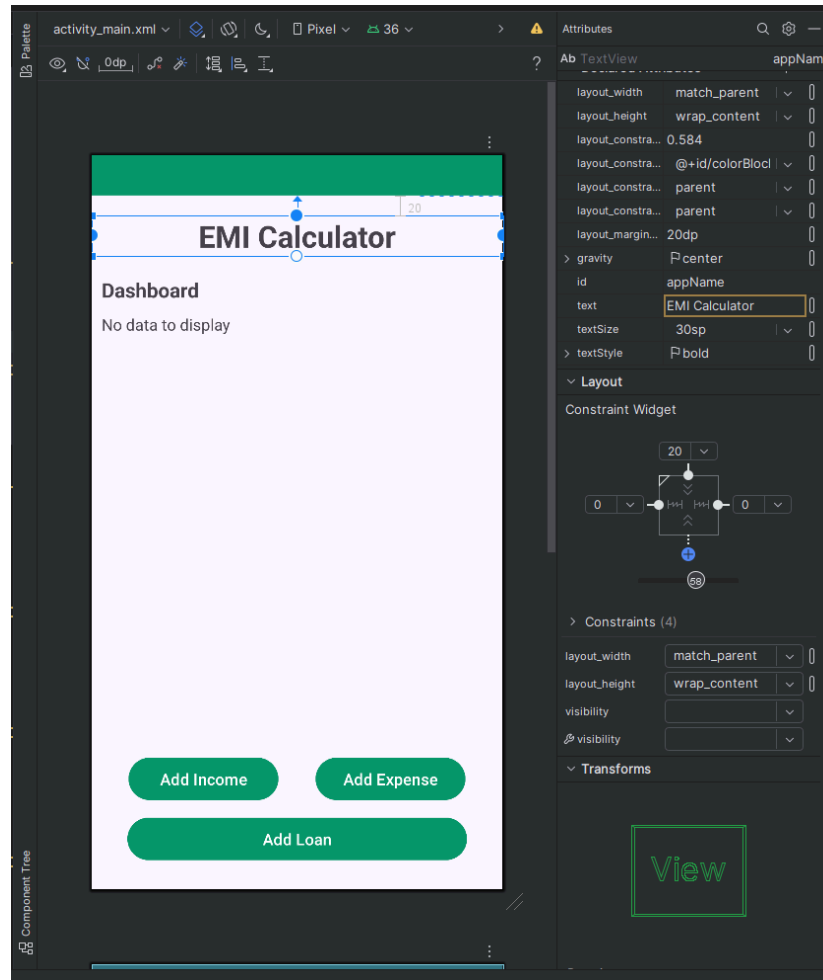 Palette
activity_main.xml
Pixel
36
Attributes
0dp
?
Ab TextView
appNam
layout_width match_parent
layout_height wrap_content
layout_constra... 0.584
layout_constra... @+id/colorBlocl
layout_constra... parent
layout_constra... parent
layout_margin... 20dp
gravity center
id appName
text EMI Calculator
textSize 30sp
textStyle bold
Layout
Constraint Widget
20
0
0
58
Constraints (4)
layout_width match_parent
layout_height wrap_content
visibility
visibility
Transforms
View
20
EMI Calculator
Dashboard
No data to display
Add Income
Add Expense
Add Loan
Component Tree